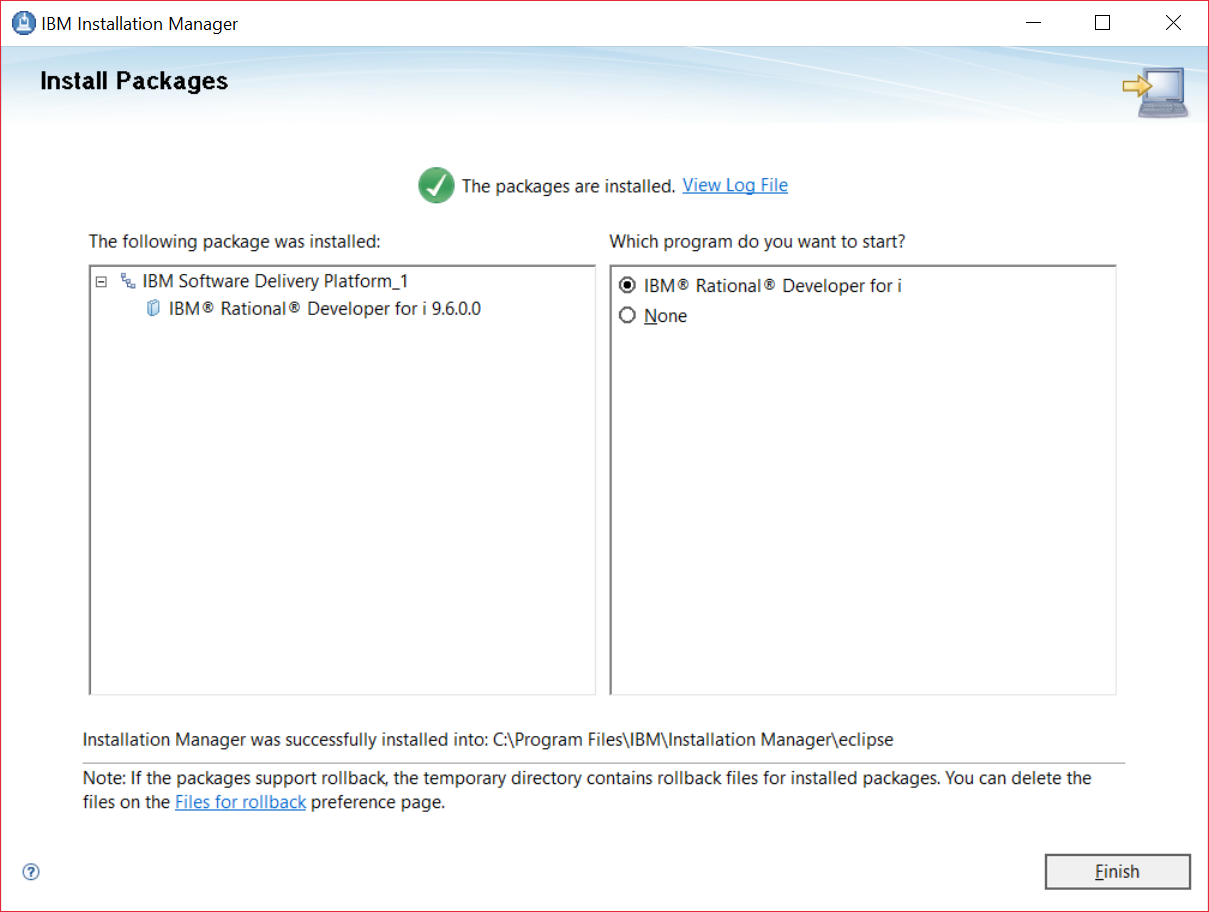 IBM Installation Manager
Install Packages
The packages are installed. View Log File
The following package was installed:
IBM Software Delivery Platform_1
IBM® Rational® Developer for i 9.6.0.0
Which program do you want to start?
IBM® Rational® Developer for i
None
Installation Manager was successfully installed into: C:\Program Files\IBM\Installation Manager\eclipse
Note: If the packages support rollback, the temporary directory contains rollback files for installed packages. You can delete the
files on the Files for rollback preference page.
?
Finish